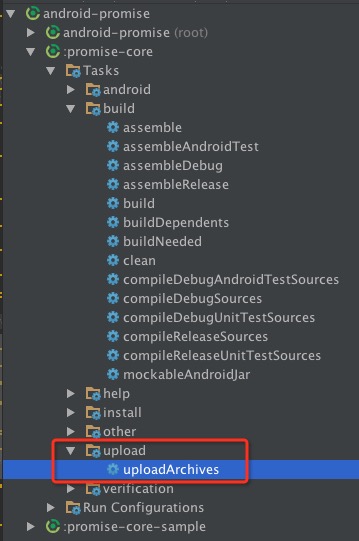 android-promise
android-promise (root)
:promise-core
Tasks
android
build
assemble
assembleAndroidTest
assembleDebug
assembleRelease
build
buildDependents
buildNeeded
clean
compileDebugAndroidTestSources
compileDebugSources
compileDebugUnitTestSources
compileReleaseSources
compileReleaseUnitTestSources
mockableAndroidJar
help
install
other
upload
uploadArchives
verification
Run Configurations
:promise-core-sample